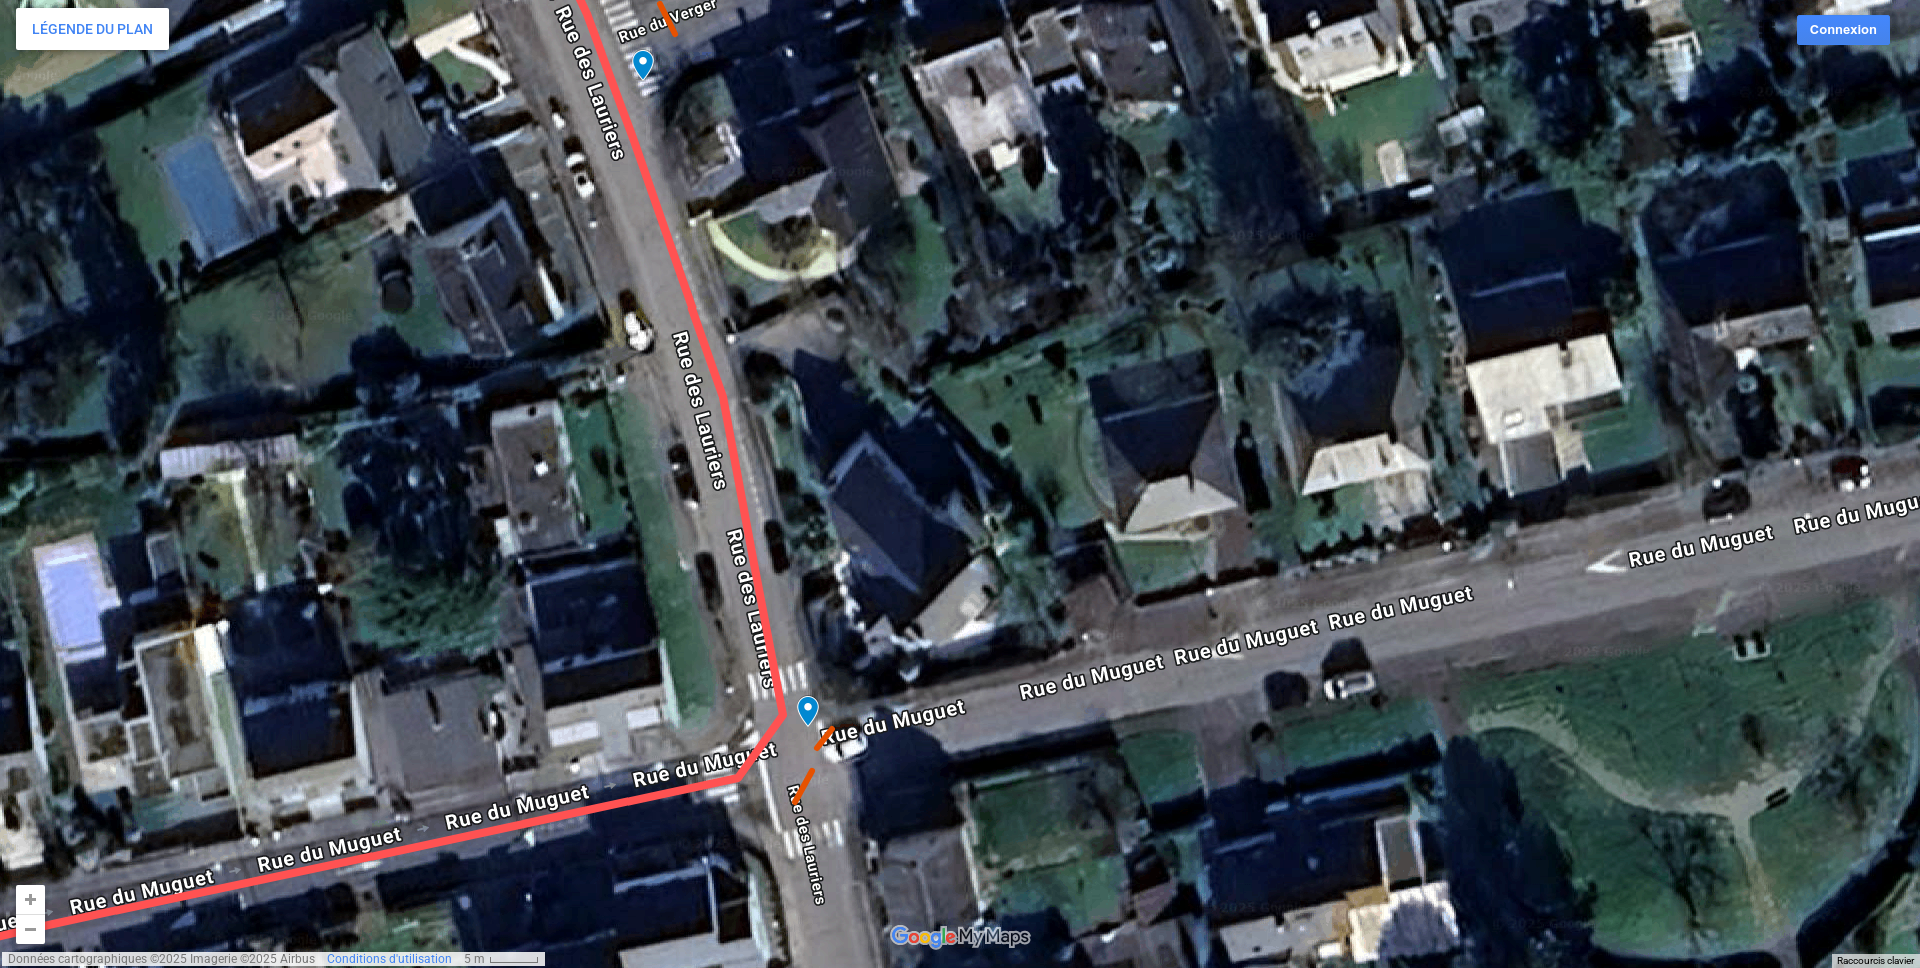 LÉGENDE DU PLAN
Connexion
Rue du Verger
Rue des Lauriers
Rue des Lauriers
Rue des Lauriers
Rue du Mugu
Rue du Muguet
Rue du Muguet
Rue du Muguet
Rue du Muguet
Rue du Muguet
Rue du Muguet
Rue du Muguet
Rue du Muguet
Rue du Muguet
Rue des Lauriers
Google My Maps
Données cartographiques ©2025 Imagerie ©2025 Airbus
Conditions d'utilisation
5 m
Raccourcis clavier